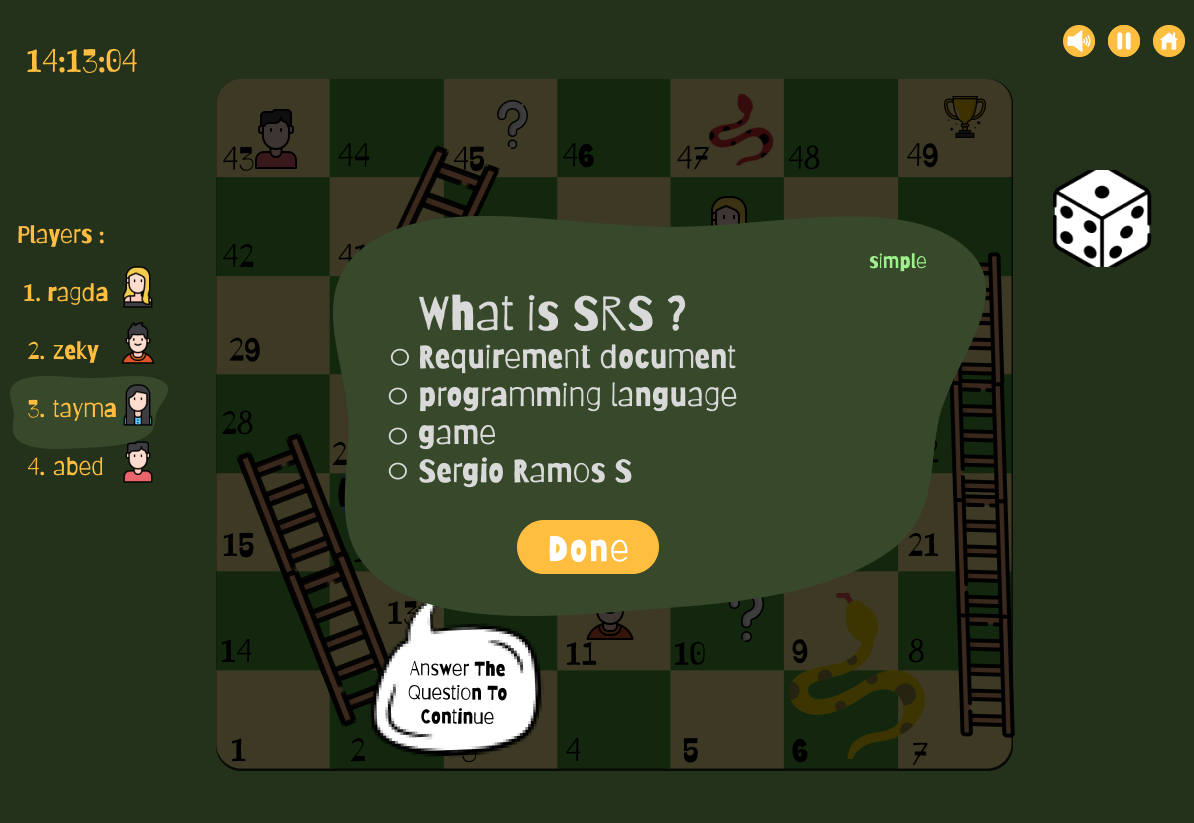 14:13:04
43
44
45
46
47
48
49
42
Players :
simple
1. ragda
What is SRS ?
2. zeky
29
Requirement document
programming language
3. tayma
28
game
4. abed
Sergio Ramos S
15
Done
21
13
14
11
10
9
8
Answer The
Question To
Continue
1
2
4
5
6
7